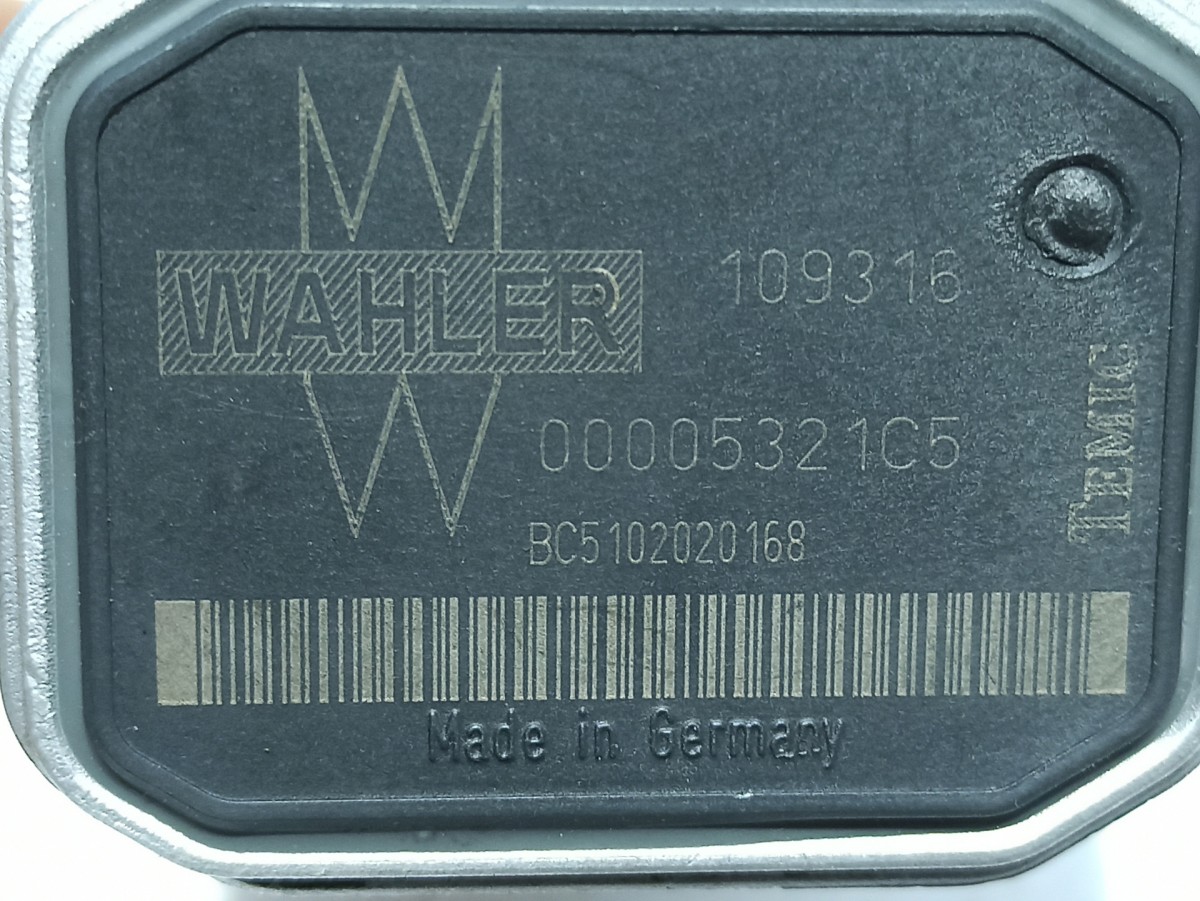 WAHLER
109316
00005321C5
BC5102020168
TEMIC
Made in Germany